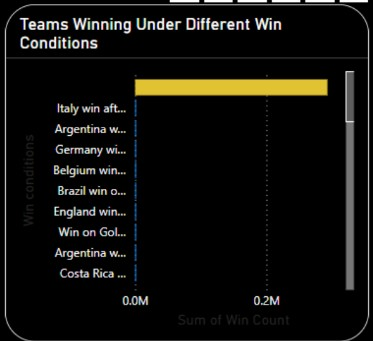 Teams Winning Under Different Win
Conditions
Win conditions
Italy win aft...
Argentina w...
Germany wi...
Belgium win...
Brazil win o...
England win...
Win on Gol...
Argentina w...
Costa Rica ...
0.0M
0.2M
Sum of Win Count